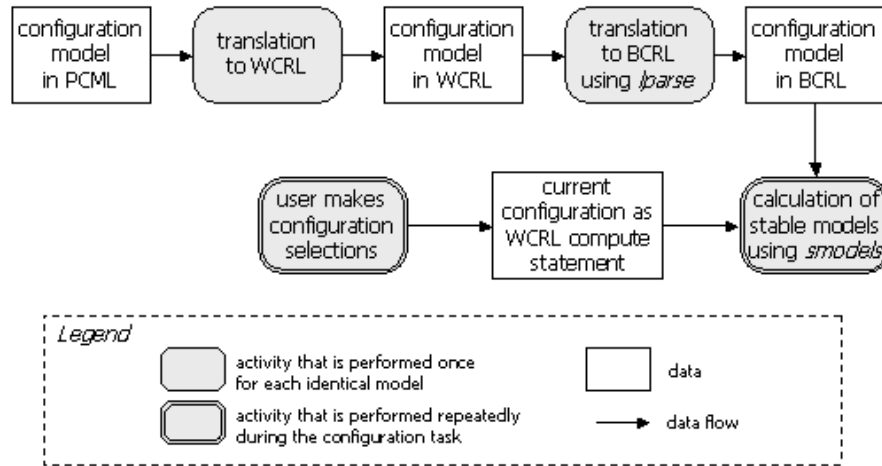 configuration
model
in PCML
translation
to WCRL
configuration
model
in WCRL
translation
to BCRL
using lparse
configuration
model
in BCRL
user makes
configuration
selections
current
configuration as
WCRL compute
statement
calculation of
stable models
using smodels
Legend
activity that is performed once
for each identical model
data
activity that is performed repeatedly
during the configuration task
data flow